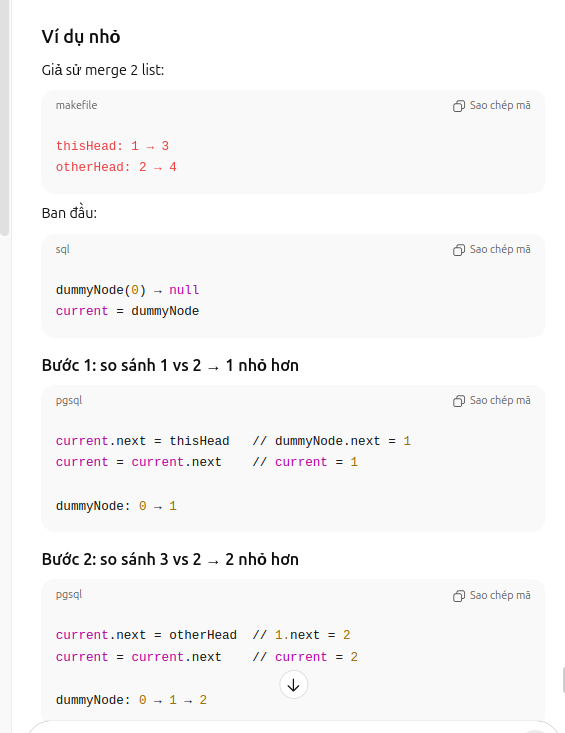 Ví dụ nhỏ
Giả sử merge 2 list:
makefile
Sao chép mã
thisHead: 1 → 3
otherHead: 2 → 4
Ban đầu:
sql
Sao chép mã
dummyNode(0) → null
current = dummyNode
Bước 1: so sánh 1 vs 2 → 1 nhỏ hơn
pgsql
Sao chép mã
current.next = thisHead   // dummyNode.next = 1
current = current.next    // current = 1
dummyNode: 0 → 1
Bước 2: so sánh 3 vs 2 → 2 nhỏ hơn
pgsql
Sao chép mã
current.next = otherHead  // 1.next = 2
current = current.next    // current = 2
dummyNode: 0 → 1 → 2